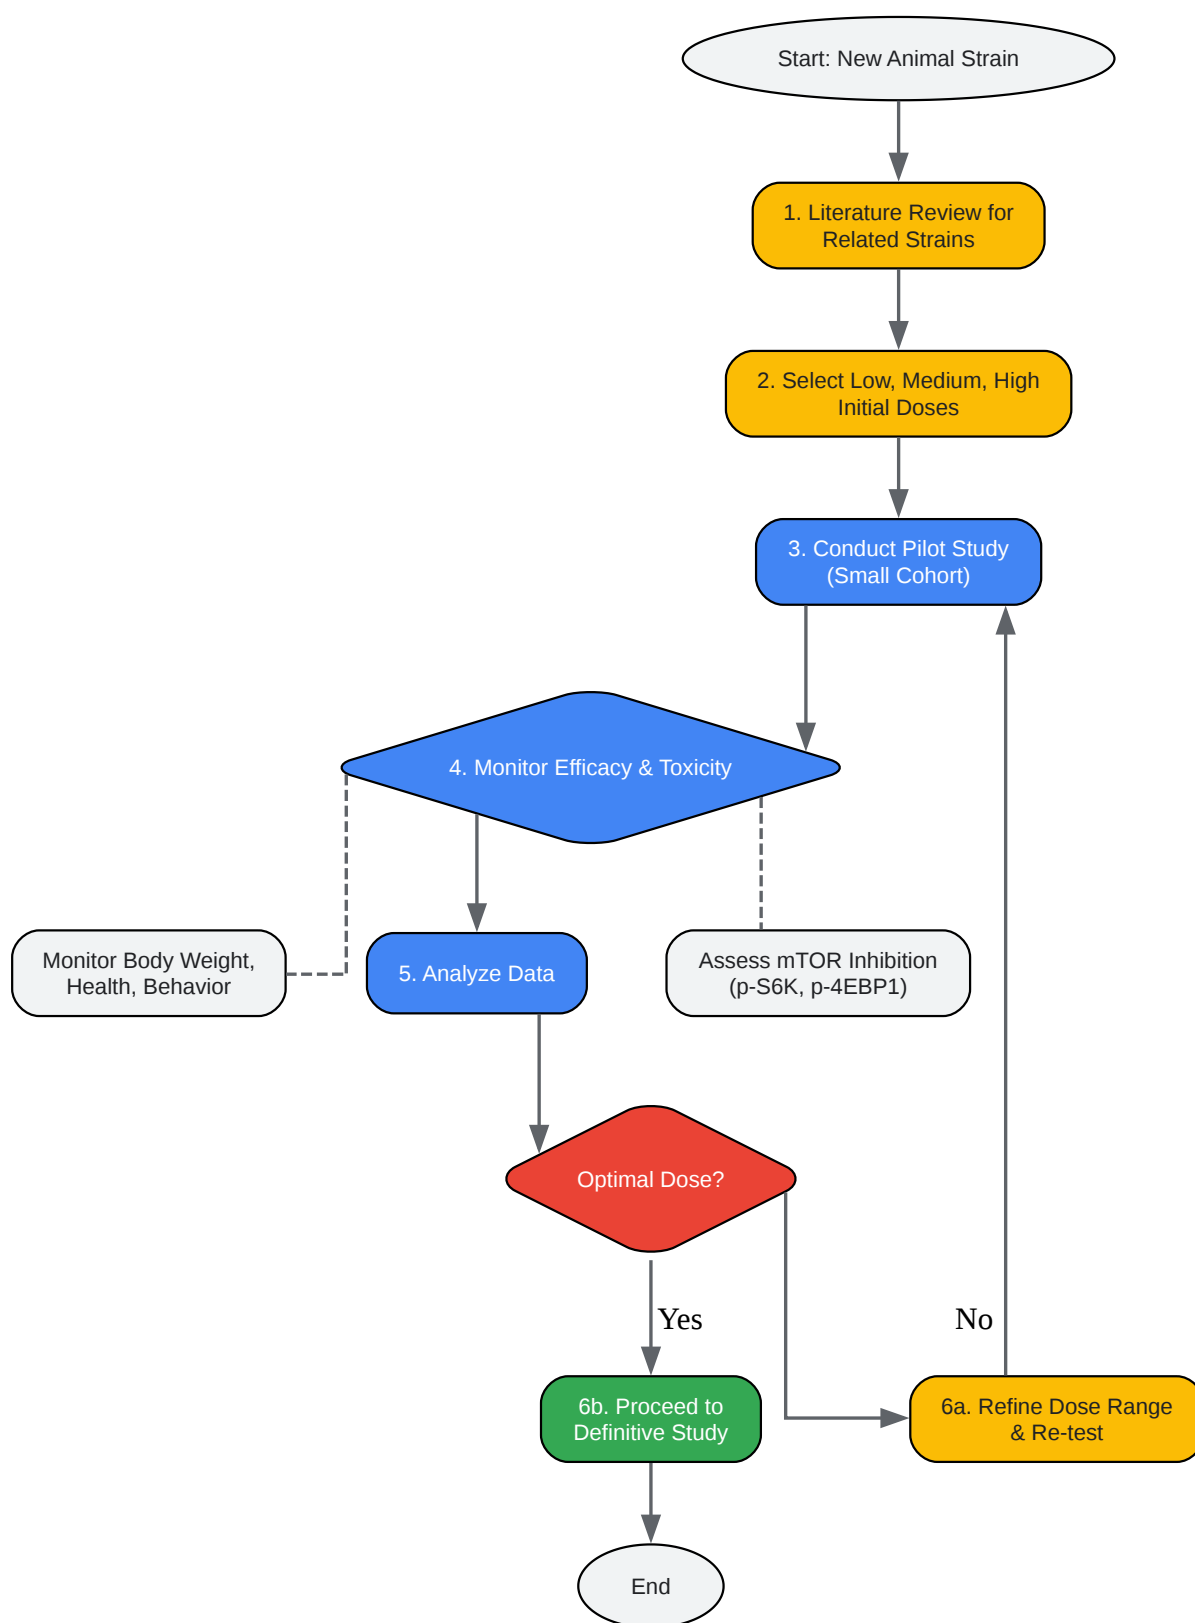 Start: New Animal Strain
1. Literature Review for
Related Strains
2. Select Low, Medium, High
Initial Doses
3. Conduct Pilot Study
(Small Cohort)
4. Monitor Efficacy & Toxicity
Monitor Body Weight,
Health, Behavior
5. Analyze Data
Assess mTOR Inhibition
(p-S6K, p-4EBP1)
Optimal Dose?
Yes
No
6b. Proceed to
Definitive Study
6a. Refine Dose Range
& Re-test
End